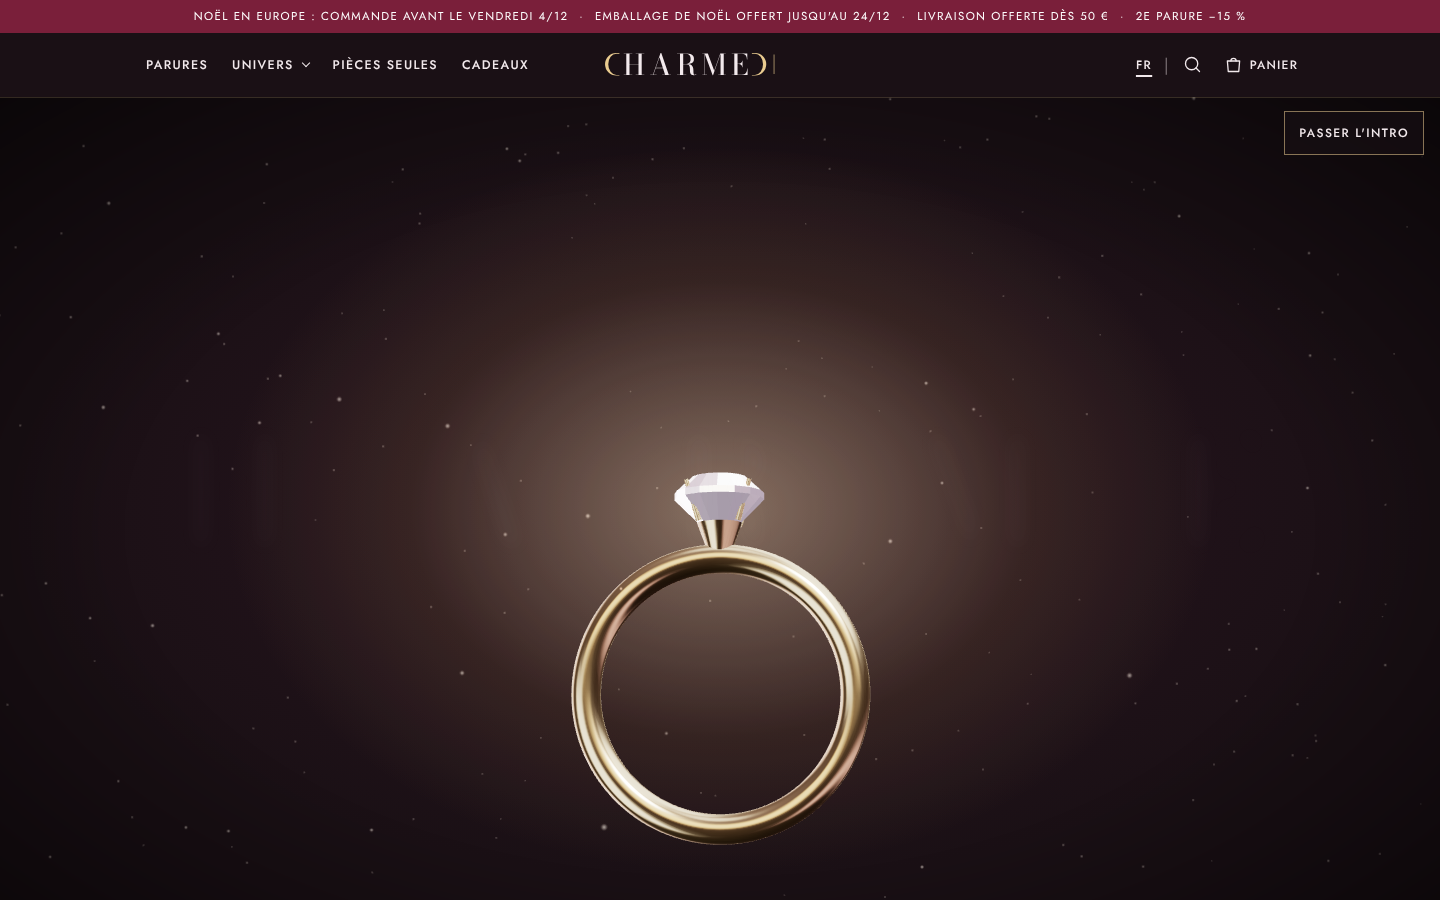 NOËL EN EUROPE : COMMANDE AVANT LE VENDREDI 4/12 · EMBALLAGE DE NOËL OFFERT JUSQU'AU 24/12 · LIVRAISON OFFERTE DÈS 50 € · 2E PARURE −15 %
PARURES UNIVERS PIÈCES SEULES CADEAUX CHARMED FR | PANIER
PASSER L'INTRO